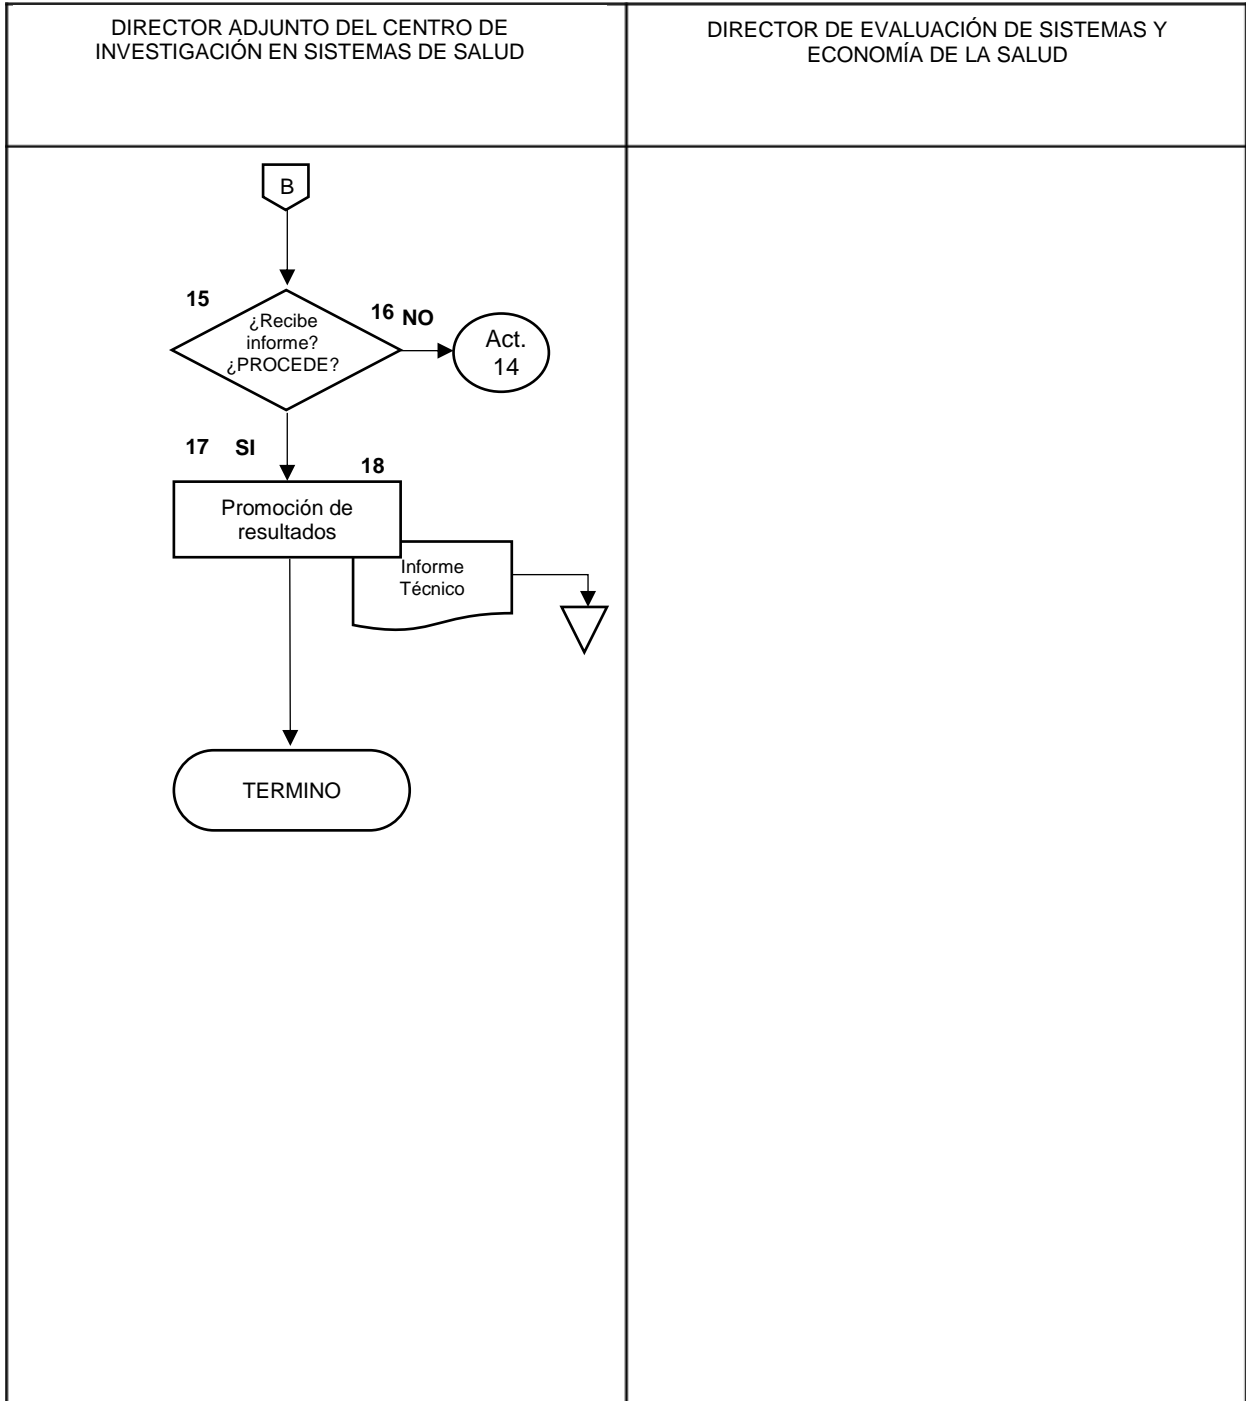 DIRECTOR ADJUNTO DEL CENTRO DE
INVESTIGACIÓN EN SISTEMAS DE SALUD
DIRECTOR DE EVALUACIÓN DE SISTEMAS Y
ECONOMÍA DE LA SALUD
B
15
¿Recibe
informe?
¿PROCEDE?
16 NO
Act.
14
17 SI
18
Promoción de
resultados
Informe
Técnico
TERMINO